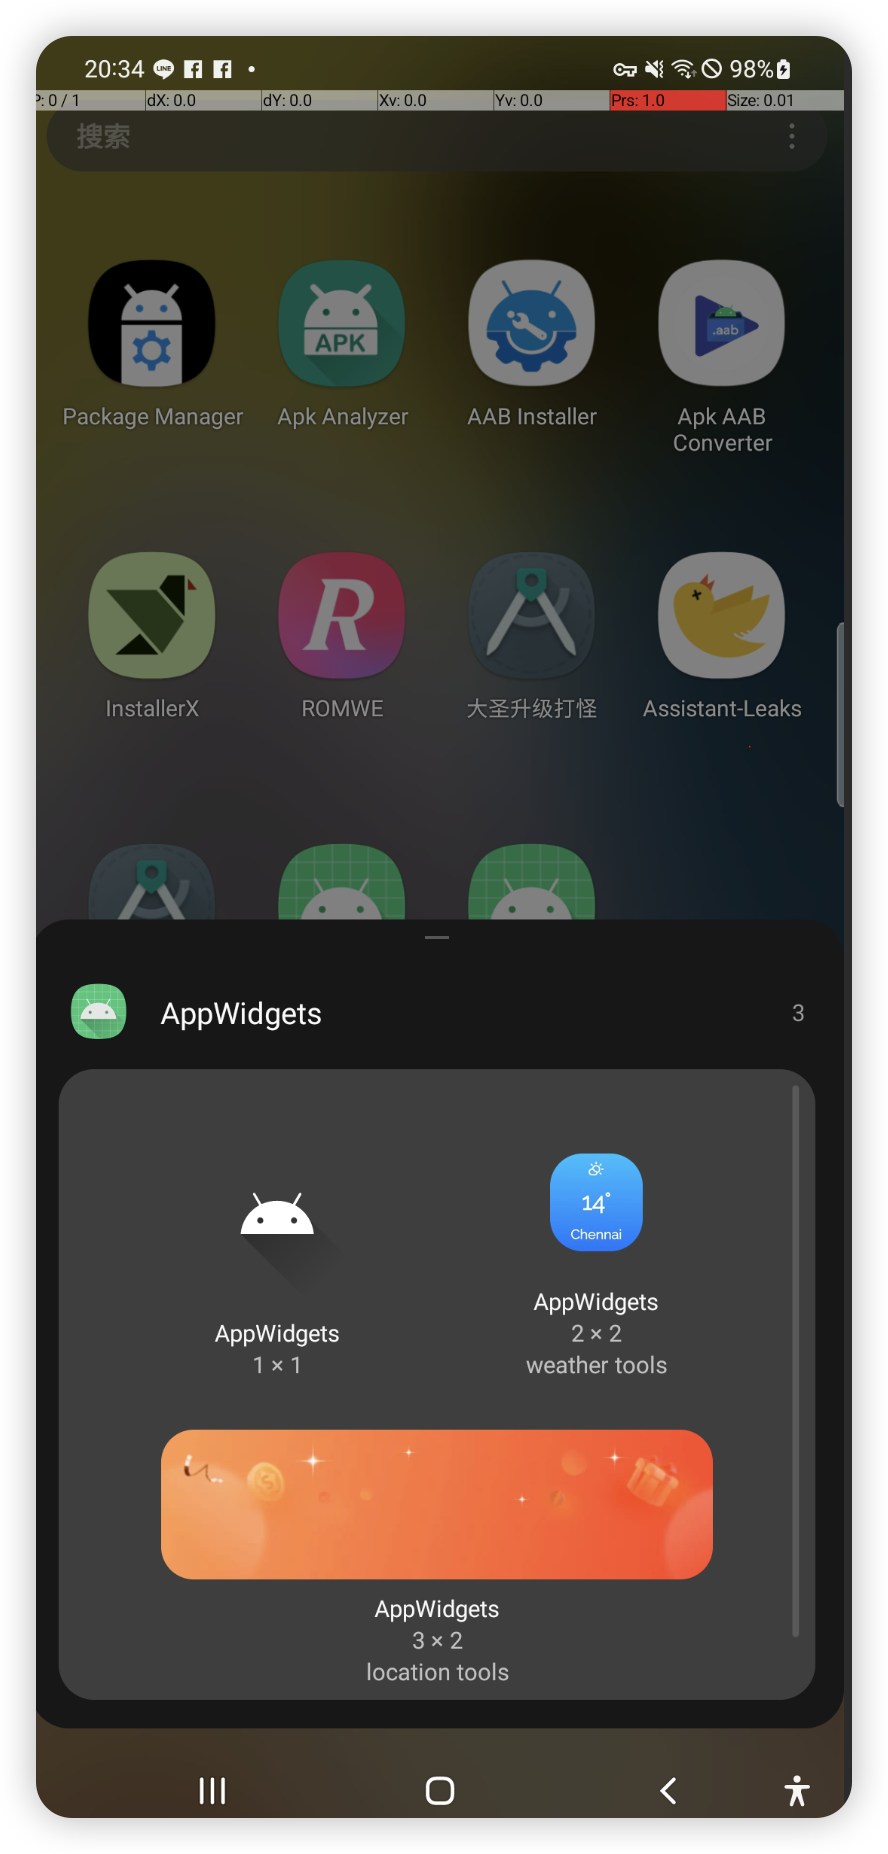 20:34 LINE 98%
P: 0 / 1 dX: 0.0 dY: 0.0 Xv: 0.0 Yv: 0.0 Prs: 1.0 Size: 0.01
搜索
APK
.aab
Package Manager Apk Analyzer AAB Installer Apk AAB
Converter
R
InstallerX ROMWE 大圣升级打怪 Assistant-Leaks
AppWidgets 3
14°
Chennai
AppWidgets
1 × 1
AppWidgets
2 × 2
weather tools
AppWidgets
3 × 2
location tools